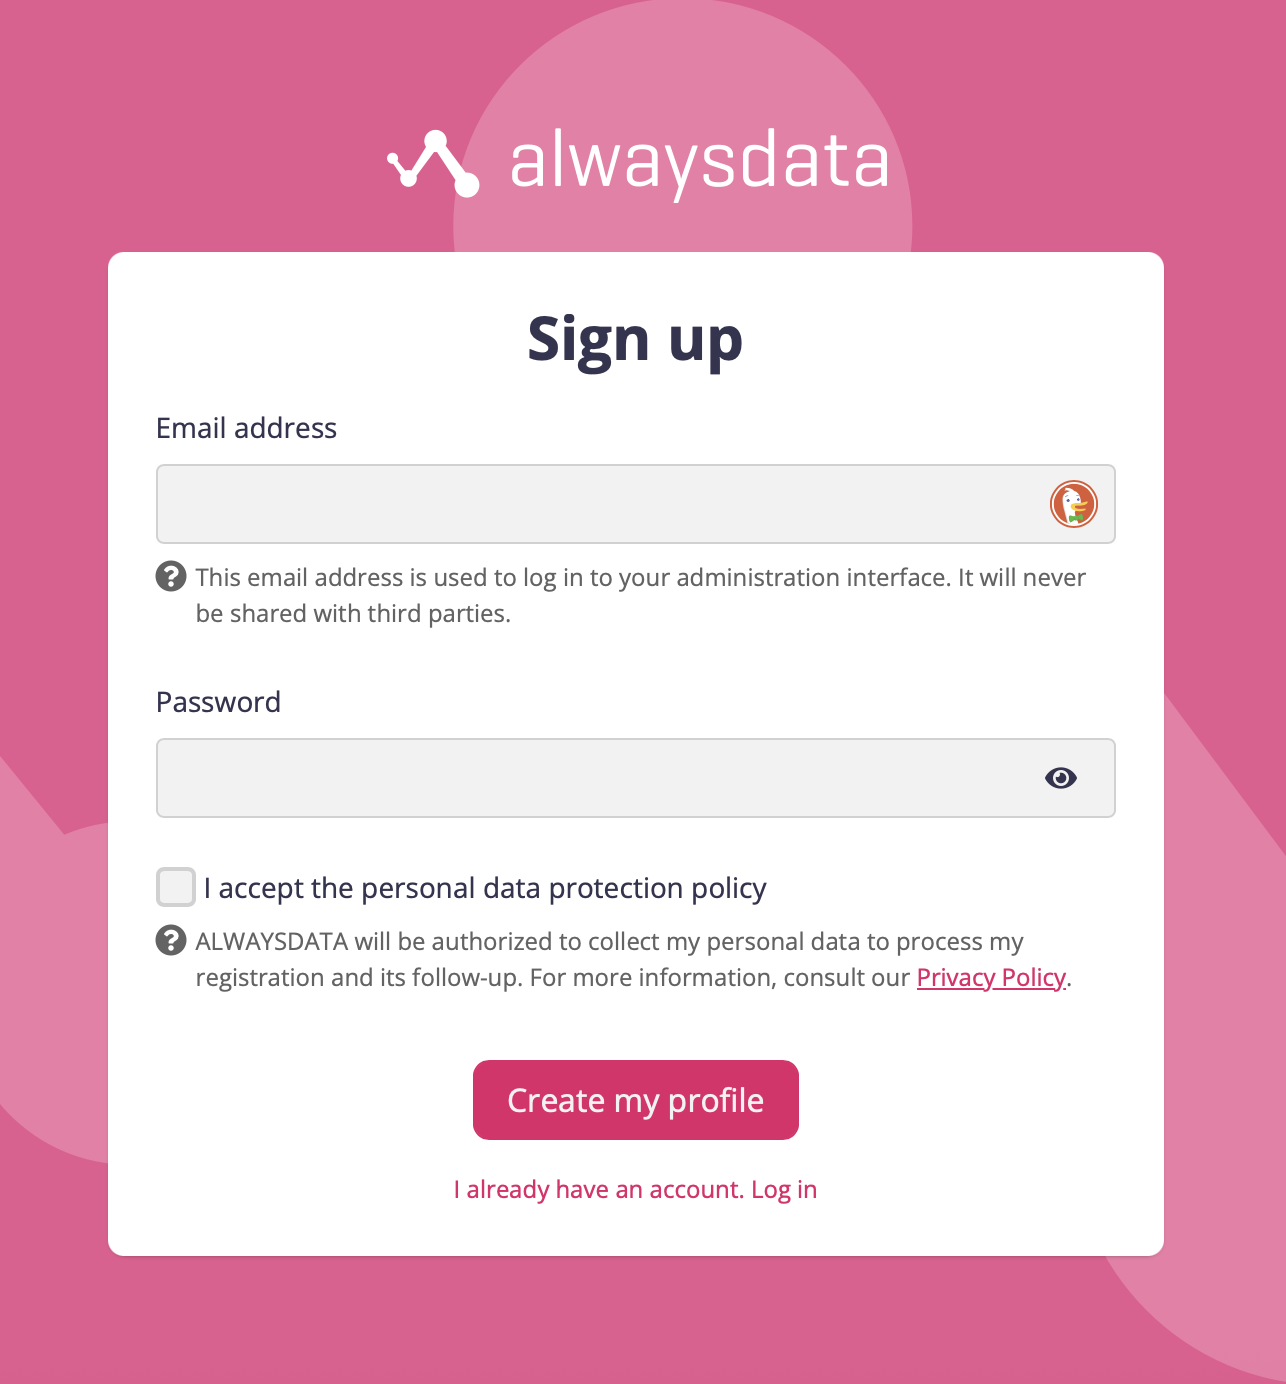 alwaysdata
Sign up
Email address
This email address is used to log in to your administration interface. It will never
be shared with third parties.
Password
I accept the personal data protection policy
ALWAYSDATA will be authorized to collect my personal data to process my
registration and its follow-up. For more information, consult our Privacy Policy.
Create my profile
I already have an account. Log in